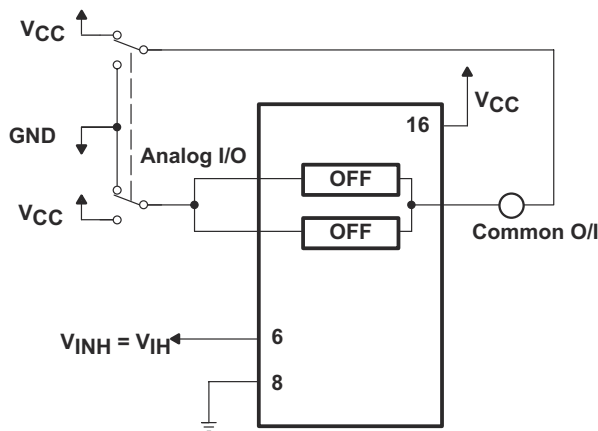 VCC
VCC
16
GND
Analog I/O
OFF
VCC
OFF
Common O/I
VINH = VIH
6
8